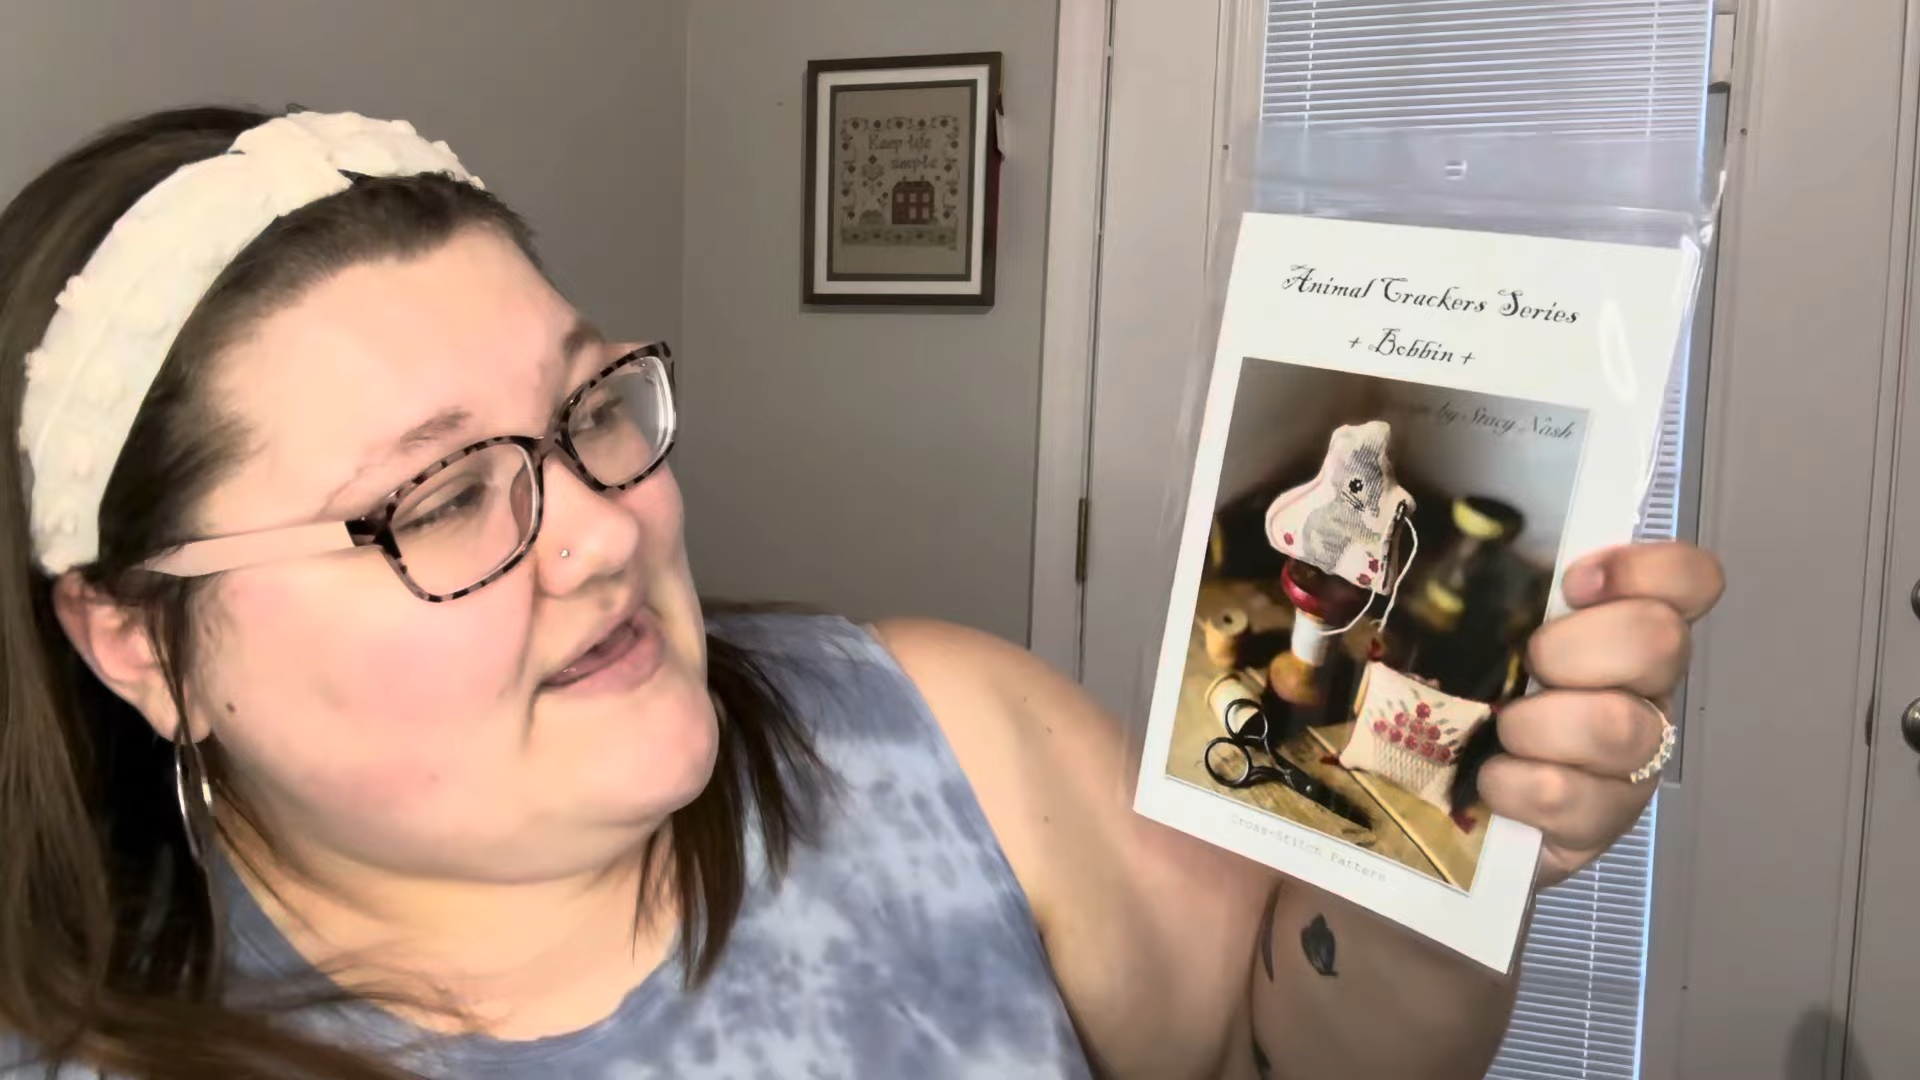 Keep life
simple
Animal Crackers Series
+ Bobbin +
by Stacy Nash
Cross-Stitch Pattern